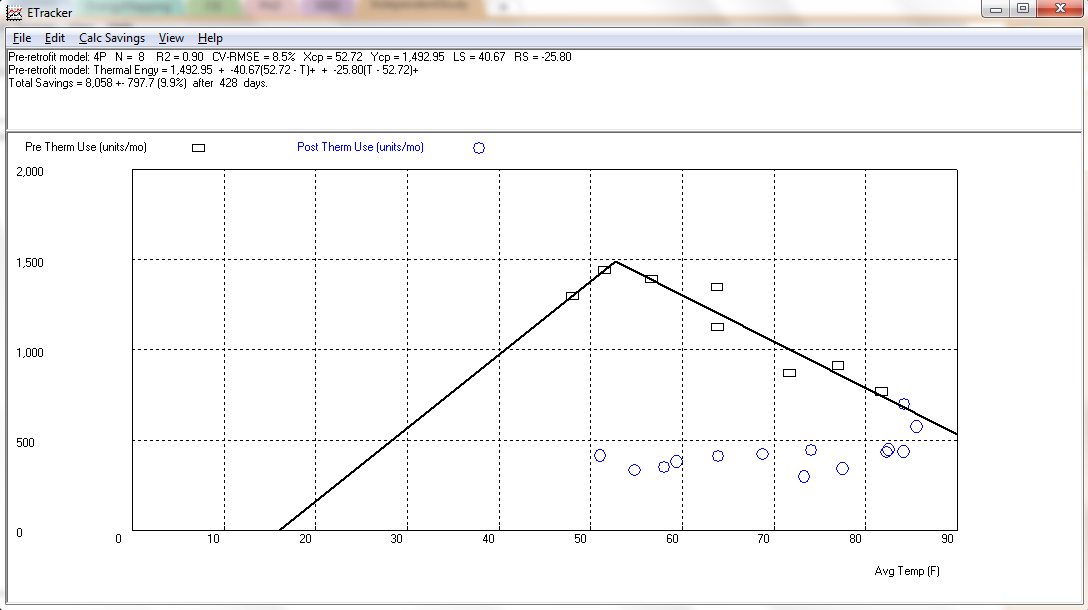 ETracker
File Edit Calc Savings View Help
Pre-retrofit model: 4P N = 8 R2 = 0.90 CV-RMSE = 8.5% Xcp = 52.72 Ycp = 1,492.95 LS = 40.67 RS = -25.80
Pre-retrofit model: Thermal Engy = 1,492.95 + -40.67(52.72 - T)+ + -25.80(T - 52.72)+
Total Savings = 8,058 +- 797.7 (9.9%) after 428 days.
Pre Therm Use (units/mo) Post Therm Use (units/mo)
2,000
1,500
1,000
500
0
0 10 20 30 40 50 60 70 80 90
Avg Temp (F)